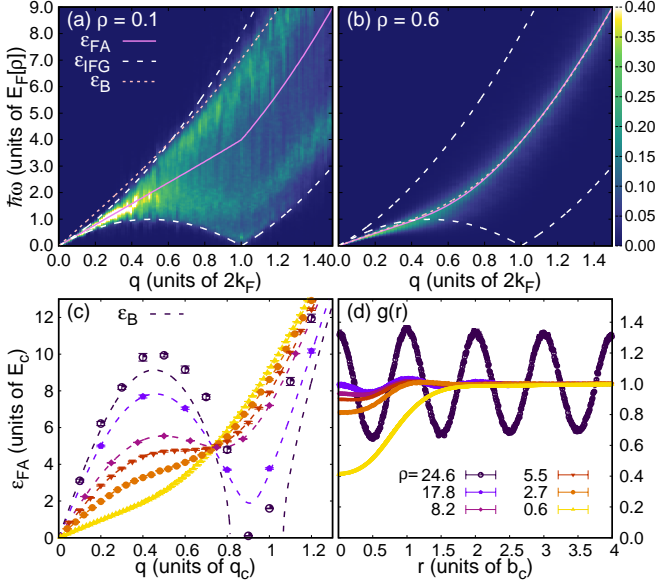 (a) ρ = 0.1
ε_FA
ε_IFG
ε_B
9.0
8.0
7.0
6.0
5.0
4.0
3.0
2.0
1.0
0.0
ħω (units of E_F[ρ])
0.0 0.2 0.4 0.6 0.8 1.0 1.2 1.4
q (units of 2k_F)
(b) ρ = 0.6
0.0 0.2 0.4 0.6 0.8 1.0 1.2 1.4
q (units of 2k_F)
0.40
0.35
0.30
0.25
0.20
0.15
0.10
0.05
0.00
(c) ε_B
12
10
8
6
4
2
0
ε_FA (units of E_c)
0 0.2 0.4 0.6 0.8 1.0 1.2
q (units of q_c)
(d) g(r)
1.4
1.2
1.0
0.8
0.6
0.4
0.2
0.0
ρ= 24.6 5.5
17.8 2.7
8.2 0.6
0.0 0.5 1 1.5 2 2.5 3 3.5 4
r (units of b_c)